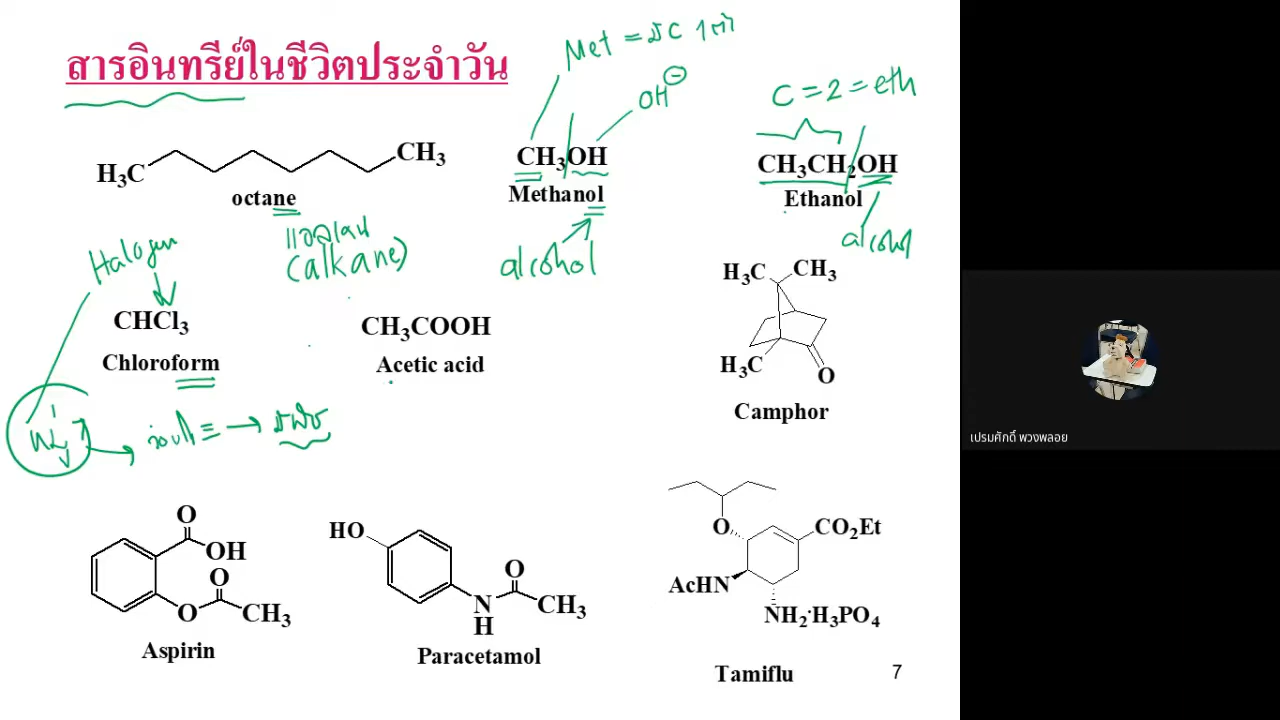 สารอินทรีย์ในชีวิตประจำวัน
Met = มี C 1 ตัว
OH⊖
C = 2 = eth
H₃C CH₃
octane
CH₃OH
Methanol
CH₃CH₂OH
Ethanol
แอลเคน
(alkane)
alcohol
alcohol
Halogen
CHCl₃
Chloroform
CH₃COOH
Acetic acid
H₃C CH₃
H₃C O
Camphor
หมู่ 7
O
OH
O
O CH₃
Aspirin
HO
O
N CH₃
H
Paracetamol
O CO₂Et
AcHN
NH₂·H₃PO₄
Tamiflu
7
เปรมศักดิ์ พวงพลอย